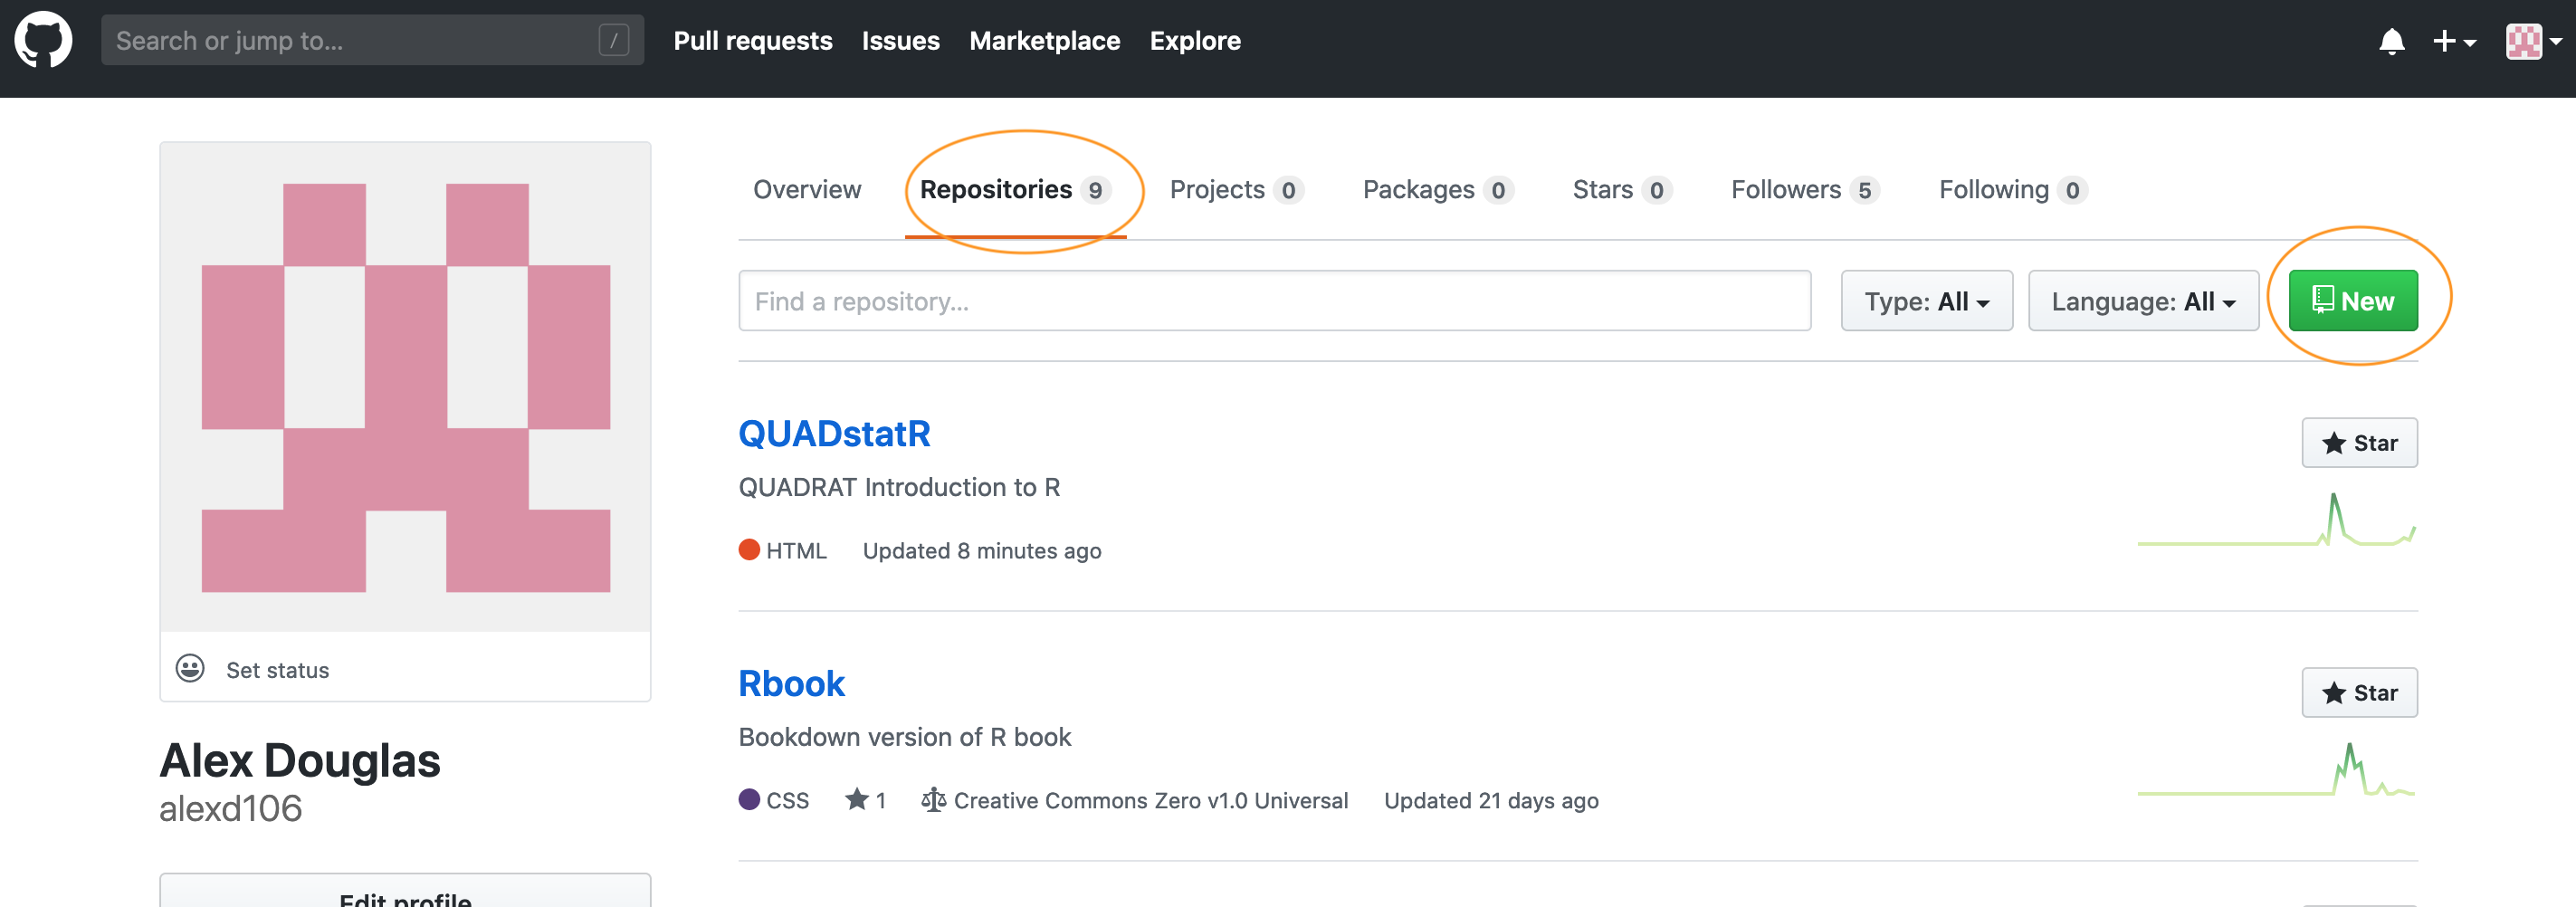 Search or jump to... /
Pull requests Issues Marketplace Explore
Overview Repositories 9 Projects 0 Packages 0 Stars 0 Followers 5 Following 0
Find a repository... Type: All Language: All New
QUADstatR
Star
QUADRAT Introduction to R
HTML Updated 8 minutes ago
Set status
Rbook
Star
Bookdown version of R book
CSS 1 Creative Commons Zero v1.0 Universal Updated 21 days ago
Alex Douglas
alexd106
Edit profile